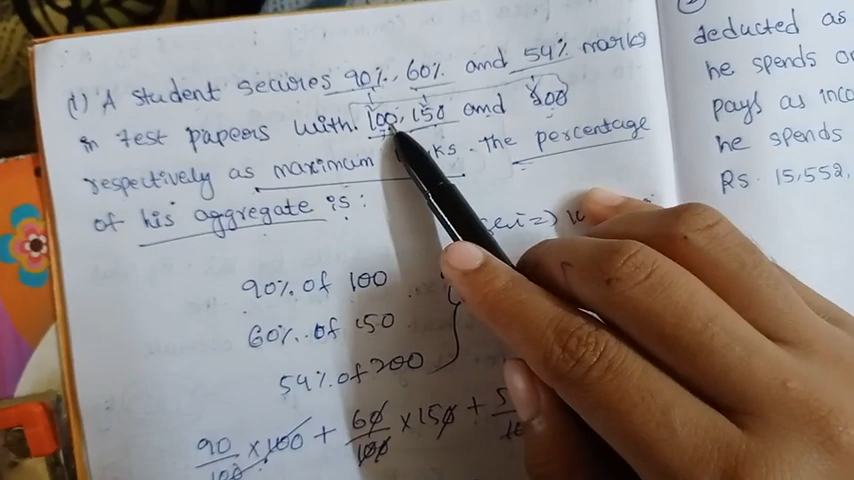 (1) A student secures 90%, 60% and 54% marks
in test papers with 100, 150 and 200
respectively as maximum . The percentage
of his aggregate is:
90% of 100
60% of 150
54% of 200
90 × 100 + 60 × 150 +
100 100
deducted as
he spends
pays as
he spends
Rs. 15,552,